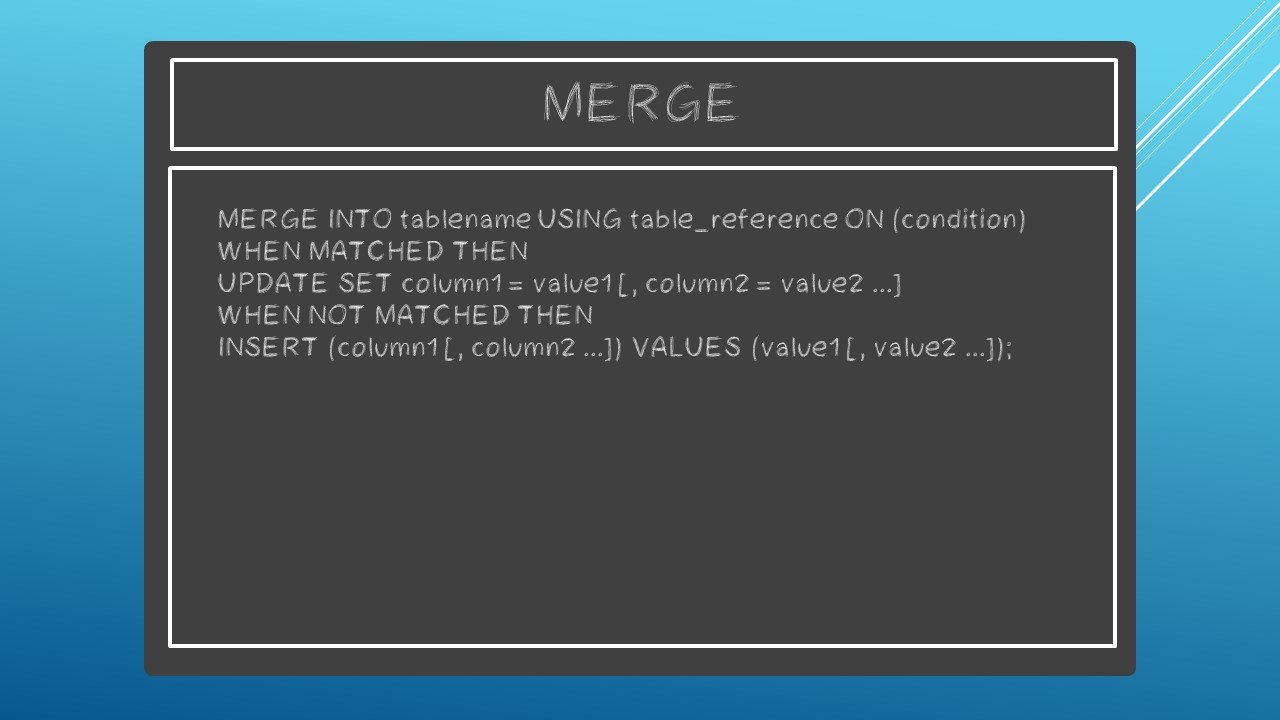 MERGE
MERGE INTO tablename USING table_reference ON (condition)
WHEN MATCHED THEN
UPDATE SET column1 = value1 [, column2 = value2 ...]
WHEN NOT MATCHED THEN
INSERT (column1 [, column2 ...]) VALUES (value1 [, value2 ...]);